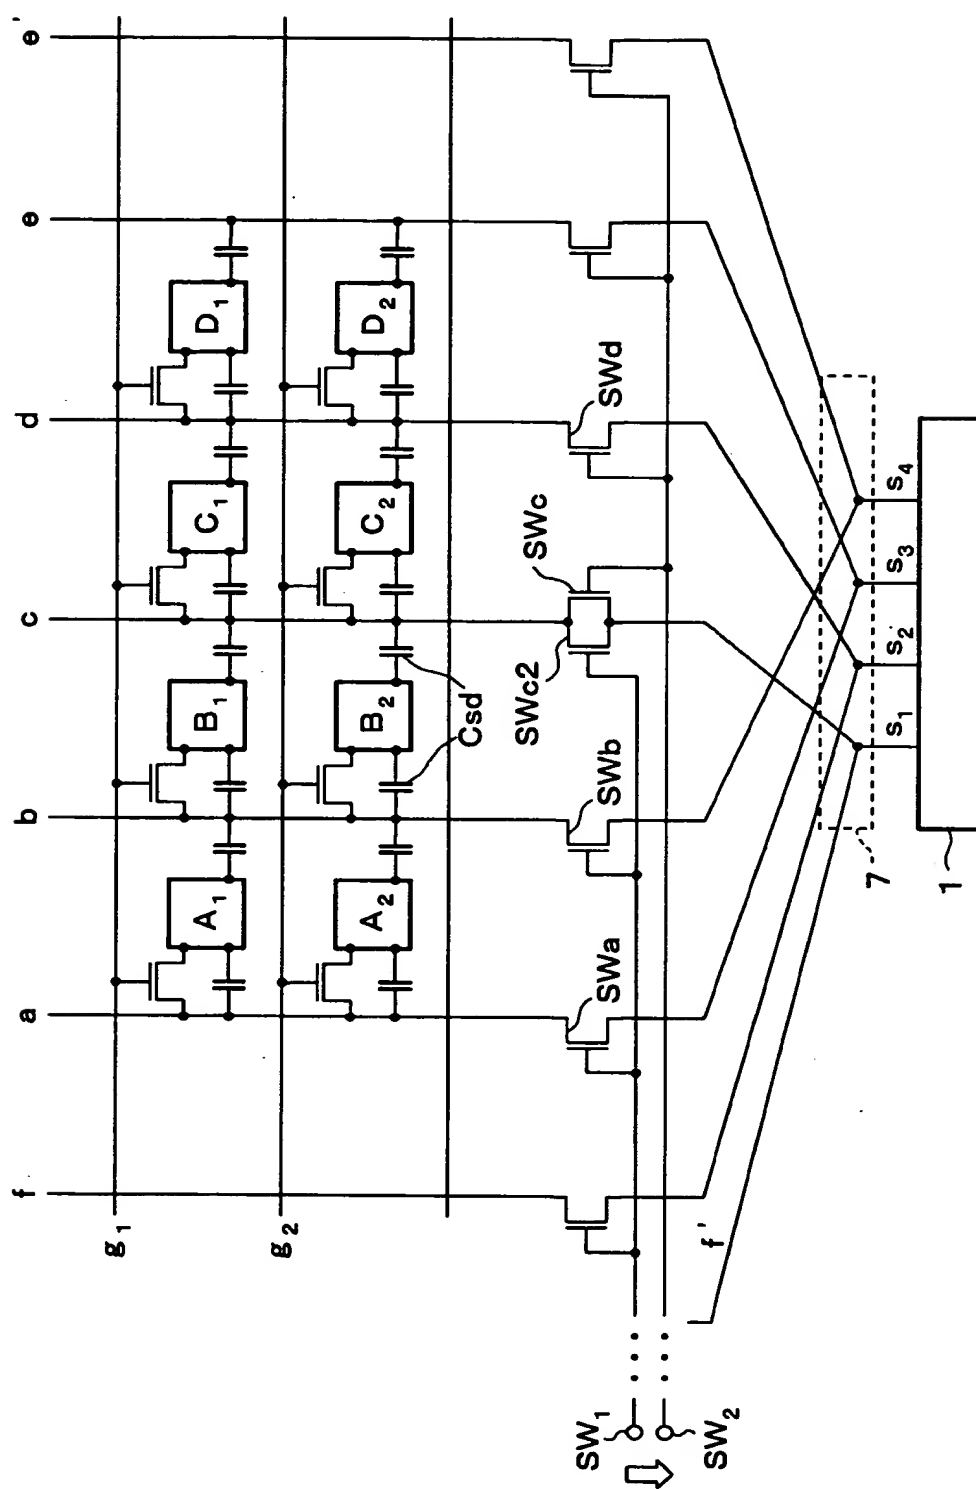 f
a
b
c
d
e
e'
g₁
A₁
B₁
C₁
D₁
g₂
A₂
B₂
C₂
D₂
Csd
SWa
SWb
SWc2
SWc
SWd
SW₁
SW₂
f'
7
s₁
s₂
s₃
s₄
1